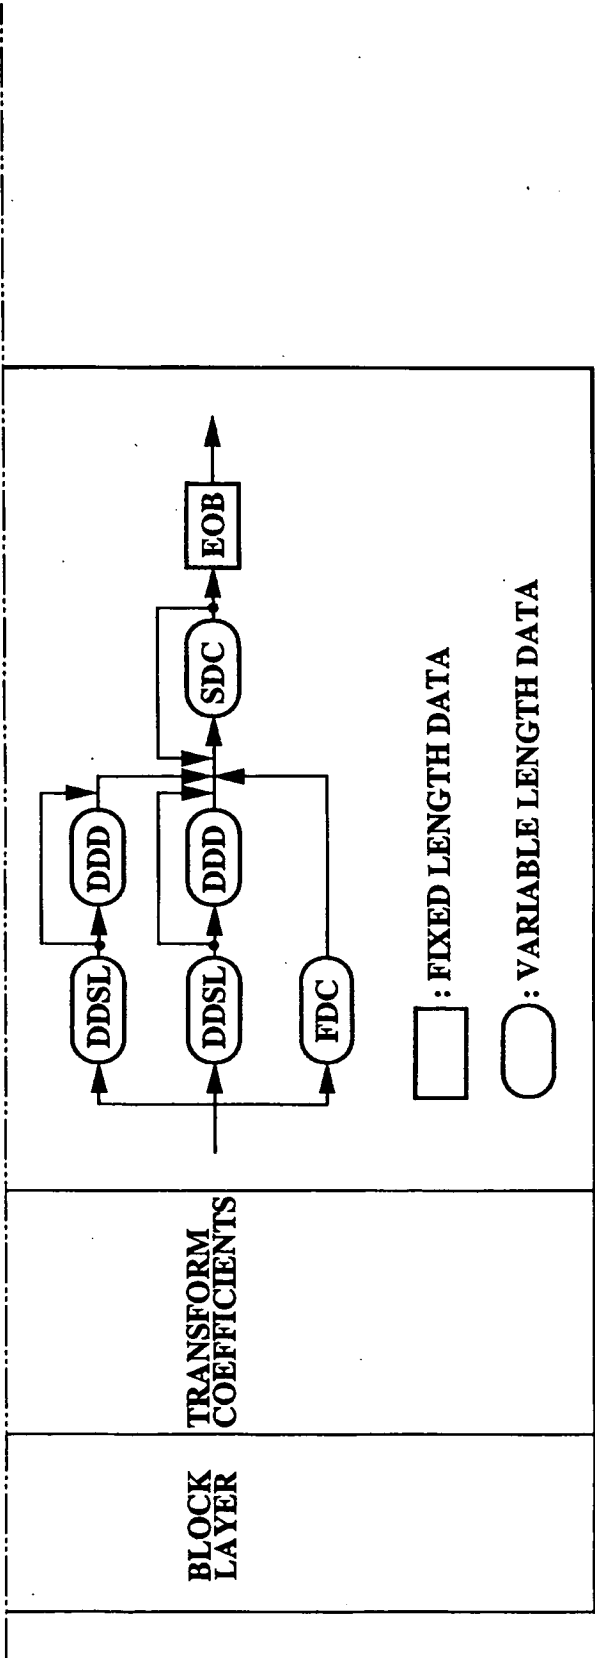 BLOCK
LAYER
TRANSFORM
COEFFICIENTS
DDSL
DDD
DDSL
DDD
SDC
EOB
FDC
: FIXED LENGTH DATA
: VARIABLE LENGTH DATA